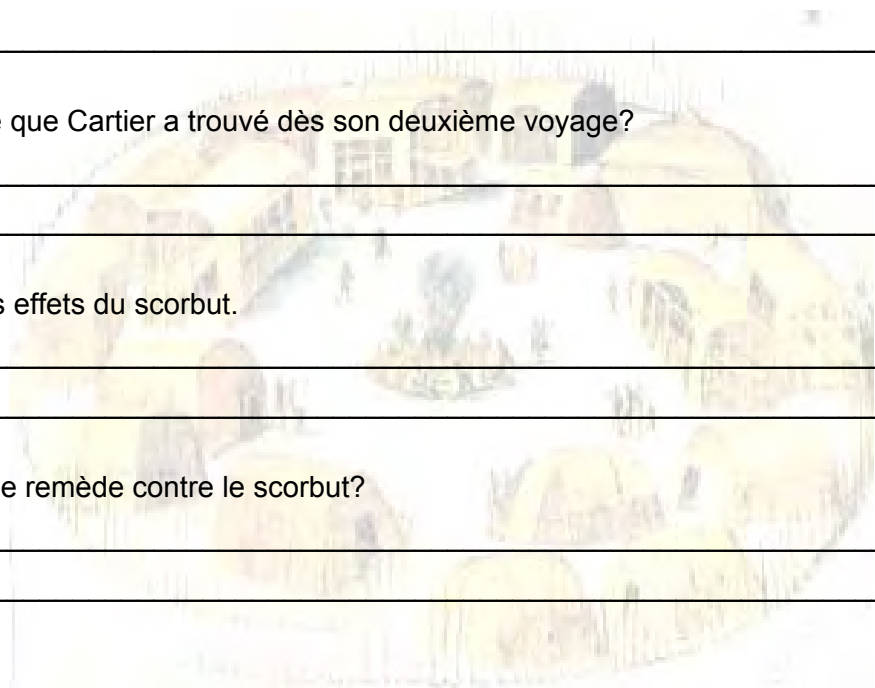 que Cartier a trouvé dès son deuxième voyage?
effets du scorbut.
remède contre le scorbut?